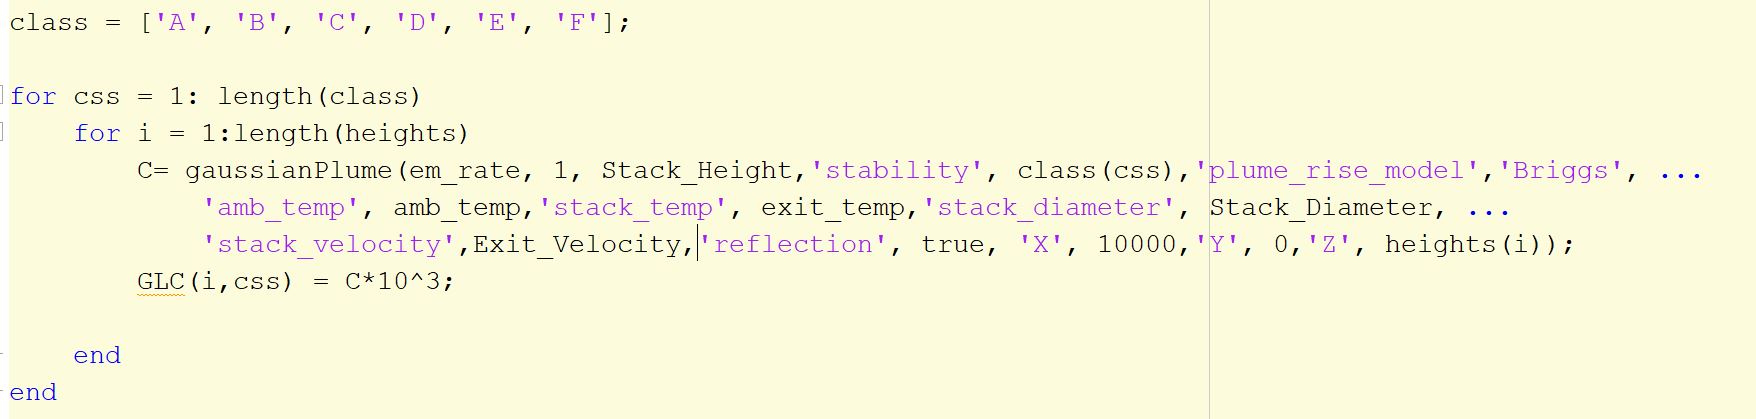 class = ['A', 'B', 'C', 'D', 'E', 'F'];
for css = 1: length(class)
for i = 1:length(heights)
C= gaussianPlume(em_rate, 1, Stack_Height,'stability', class(css),'plume_rise_model','Briggs', ...
'amb_temp', amb_temp,'stack_temp', exit_temp,'stack_diameter', Stack_Diameter, ...
'stack_velocity',Exit_Velocity,'reflection', true, 'X', 10000,'Y', 0,'Z', heights(i));
GLC(i,css) = C*10^3;
end
end